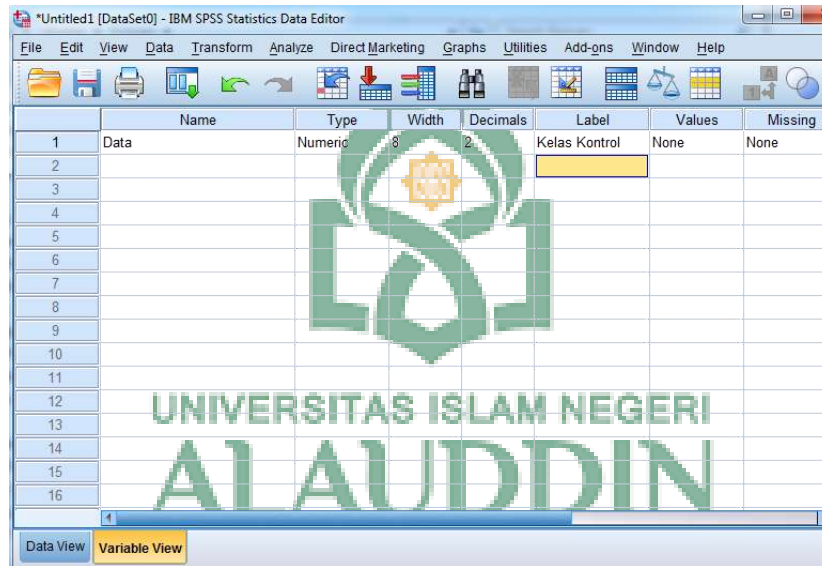 *Untitled1 [DataSet0] - IBM SPSS Statistics Data Editor
File Edit View Data Transform Analyze Direct Marketing Graphs Utilities Add-ons Window Help
Name Type Width Decimals Label Values Missing
1 Data Numeric 8 2 Kelas Kontrol None None
2
3
4
5
6
7
8
9
10
11
12
13
14
15
16
UNIVERSITAS ISLAM NEGERI
ALAUDDIN
Data View Variable View